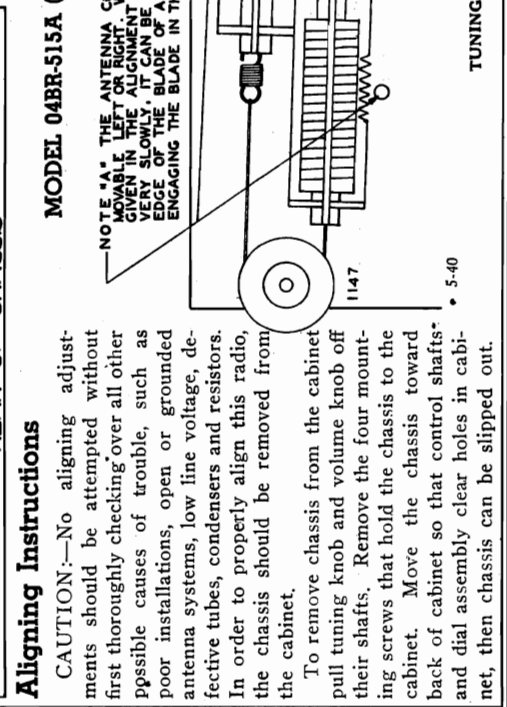 MODEL 04BR-515A
NOTE "A" THE ANTENNA
MOVABLE LEFT OR RIGHT.
GIVEN IN THE ALIGNMENT
VERY SLOWLY. IT CAN BE
EDGE OF THE BLADE OF A
ENGAGING THE BLADE IN
TUNING
1147
• 5-40
Aligning Instructions
CAUTION:—No aligning adjust-
ments should be attempted without
first thoroughly checking over all other
possible causes of trouble, such as
poor installations, open or grounded
antenna systems, low line voltage, de-
fective tubes, condensers and resistors.
In order to properly align this radio,
the chassis should be removed from
the cabinet.
To remove chassis from the cabinet
pull tuning knob and volume knob off
their shafts. Remove the four mount-
ing screws that hold the chassis to the
cabinet. Move the chassis toward
back of cabinet so that control shafts
and dial assembly clear holes in cabi-
net, then chassis can be slipped out.